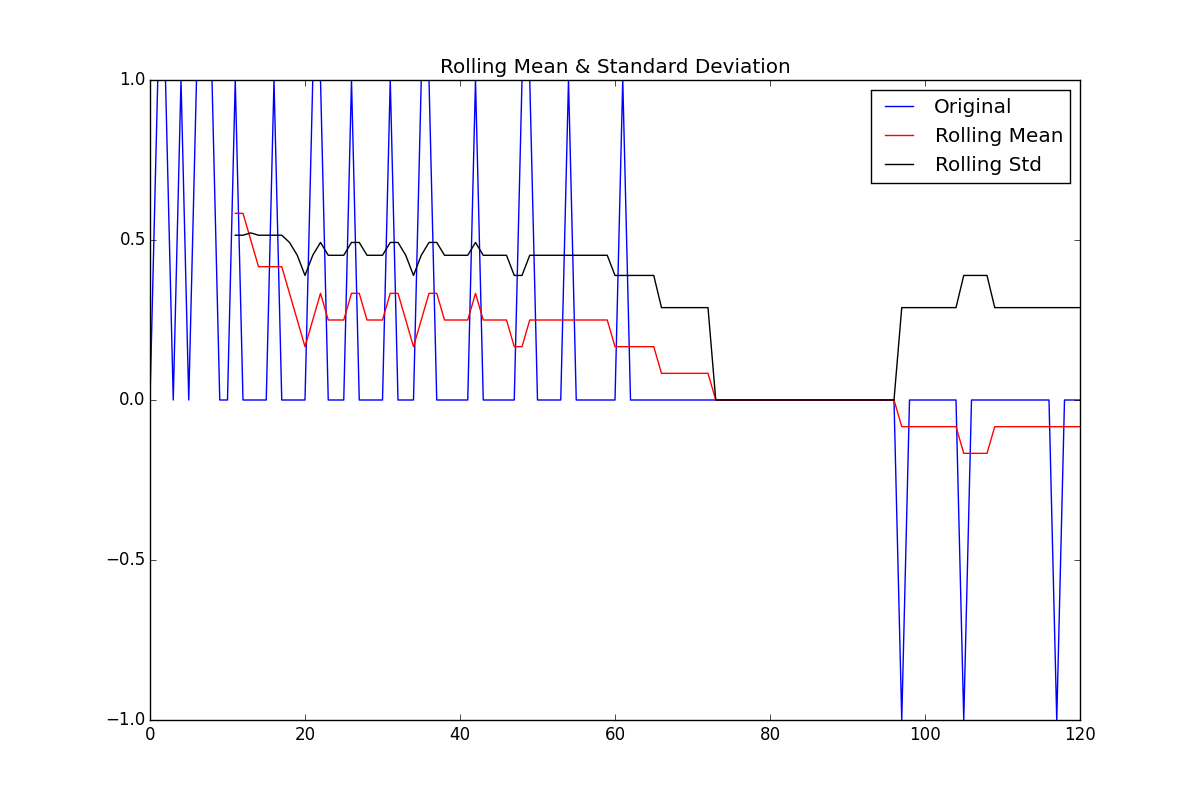 Rolling Mean & Standard Deviation
Original
Rolling Mean
Rolling Std
1.0
0.5
0.0
−0.5
−1.0
0 20 40 60 80 100 120